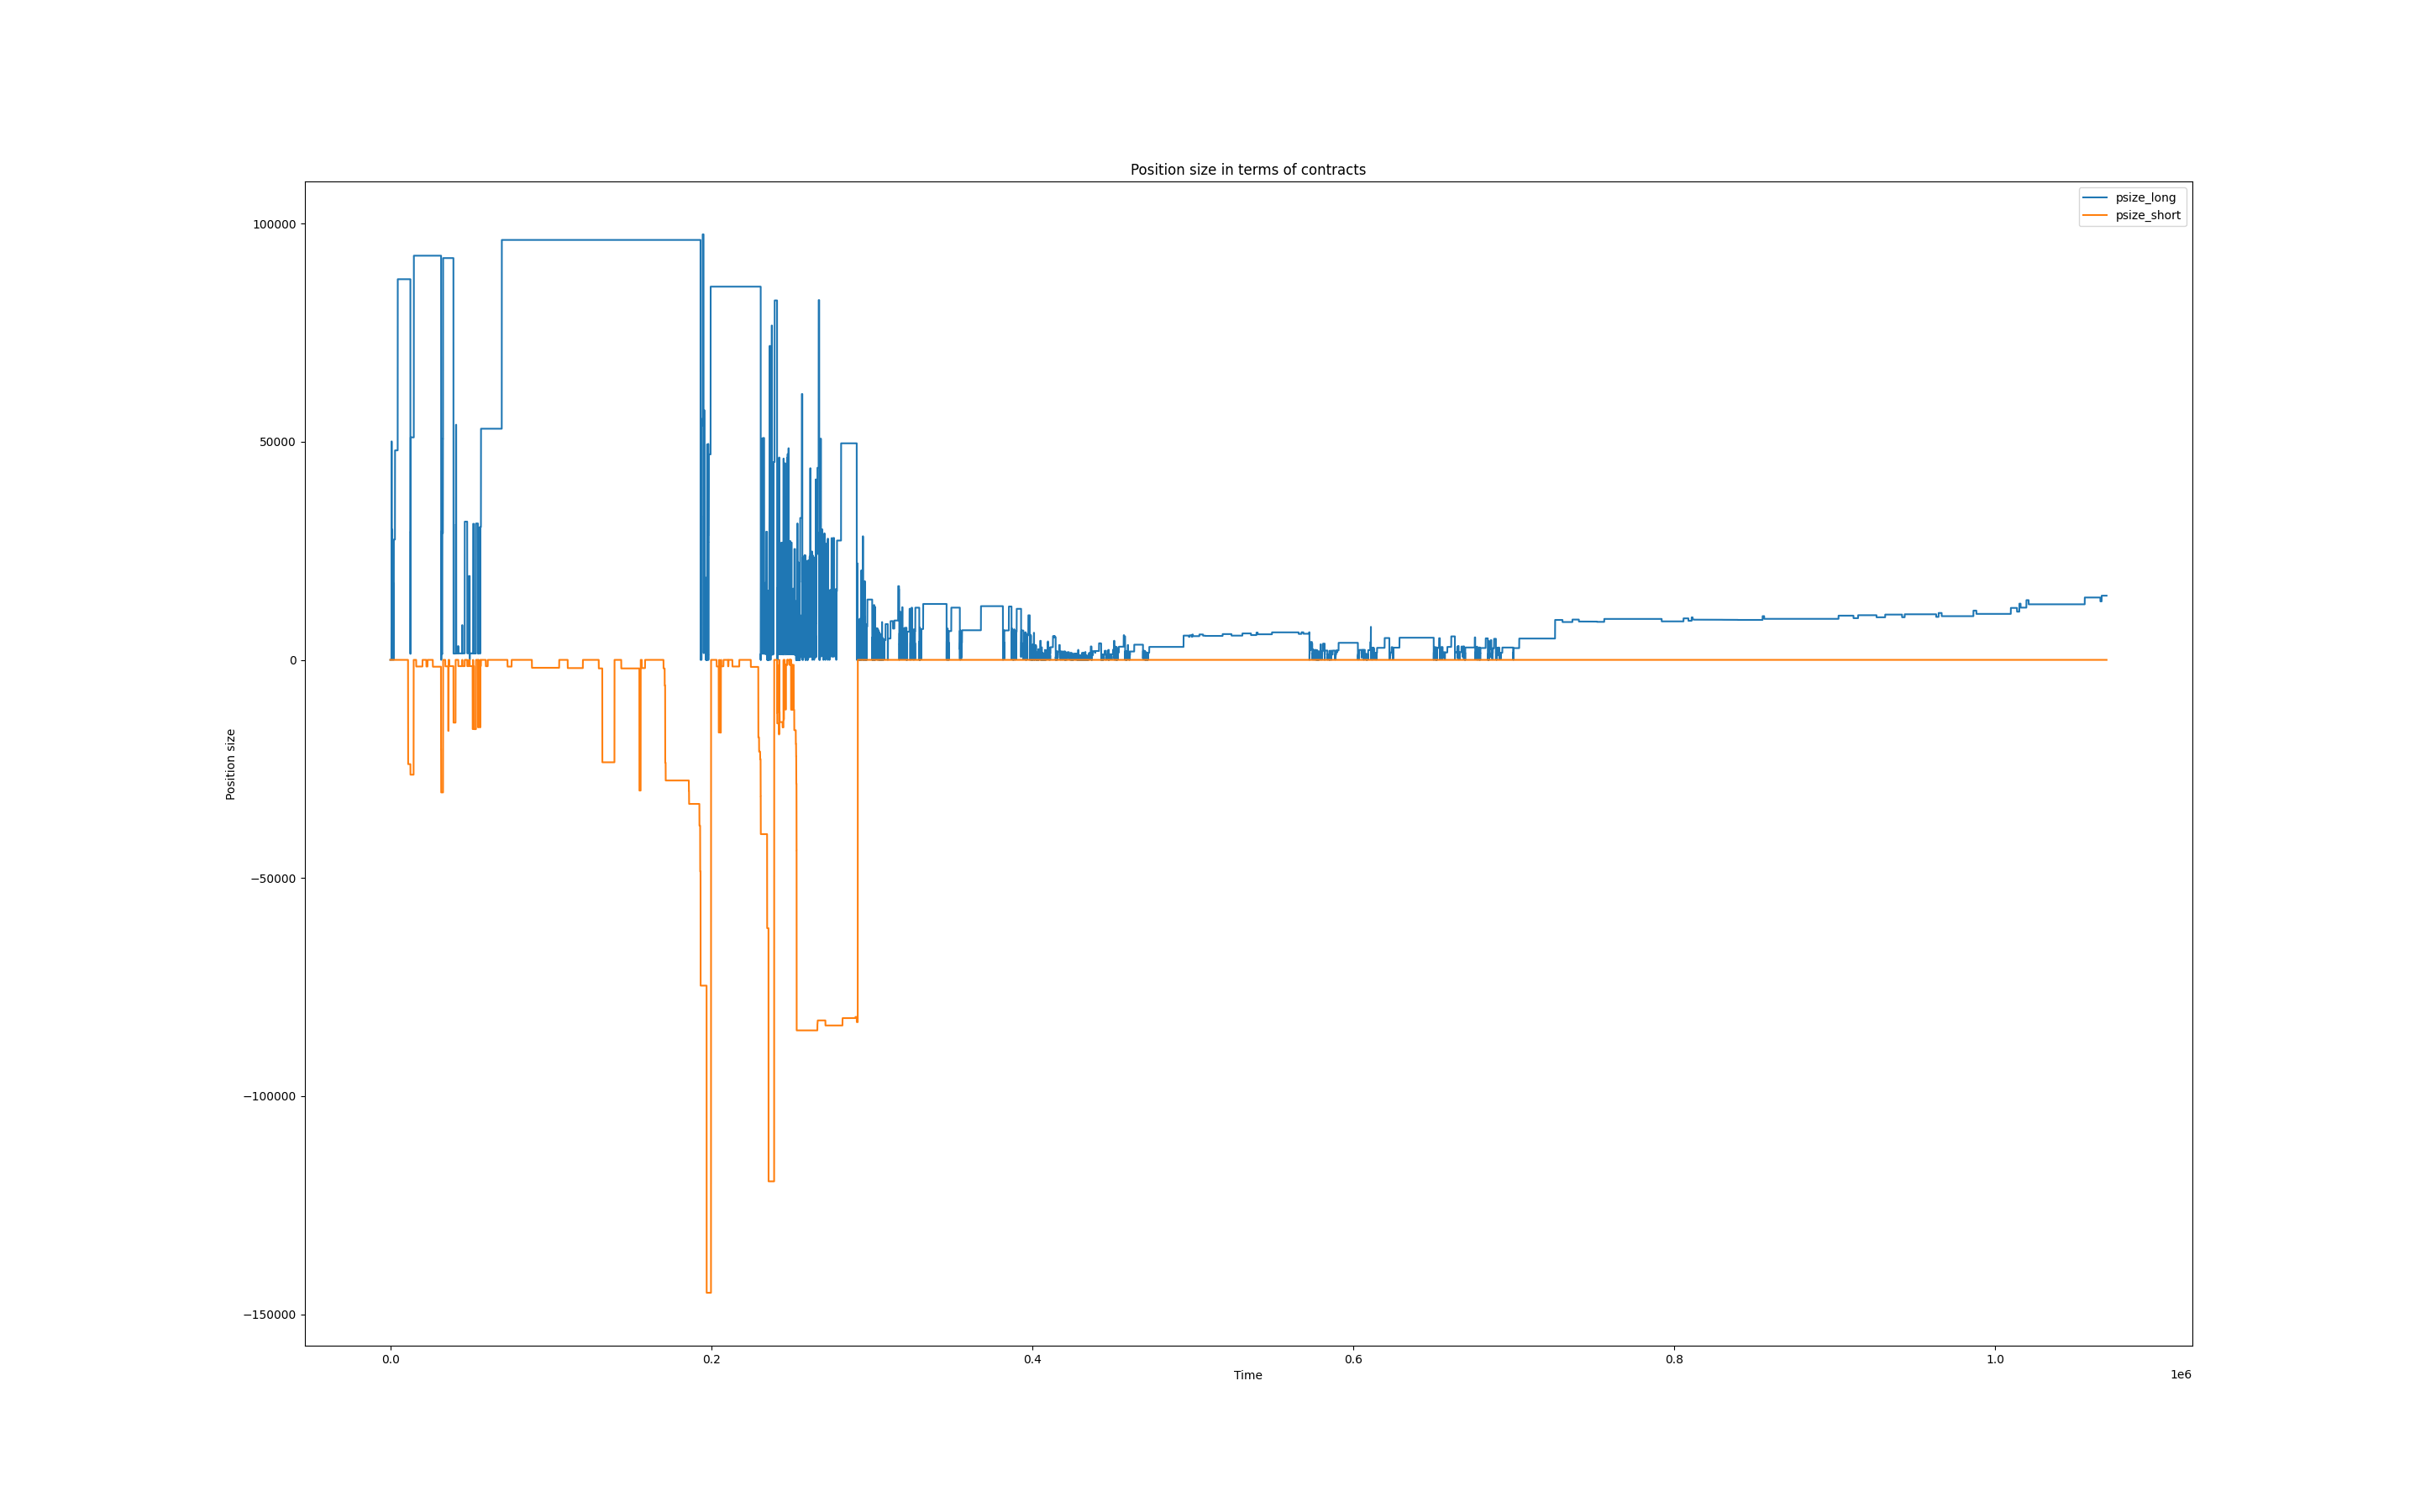 Position size in terms of contracts
psize_long
psize_short
100000
50000
0
−50000
−100000
−150000
Position size
0.0
0.2
0.4
0.6
0.8
1.0
Time
1e6